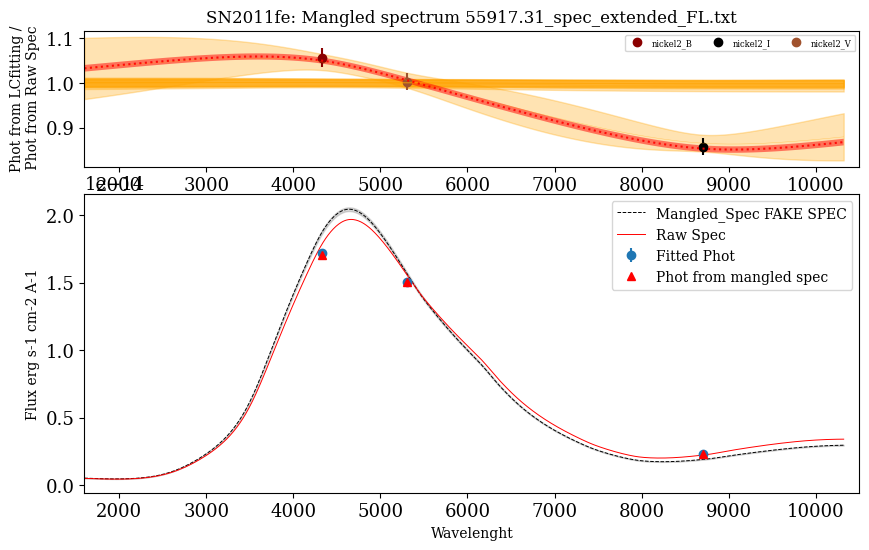 SN2011fe: Mangled spectrum 55917.31_spec_extended_FL.txt
Phot from LCfitting /
Phot from Raw Spec
1.1
1.0
0.9
nickel2_B
nickel2_I
nickel2_V
2000 3000 4000 5000 6000 7000 8000 9000 10000
1e−14
Flux erg s-1 cm-2 A-1
2.0
1.5
1.0
0.5
0.0
Mangled_Spec FAKE SPEC
Raw Spec
Fitted Phot
Phot from mangled spec
2000 3000 4000 5000 6000 7000 8000 9000 10000
Wavelenght